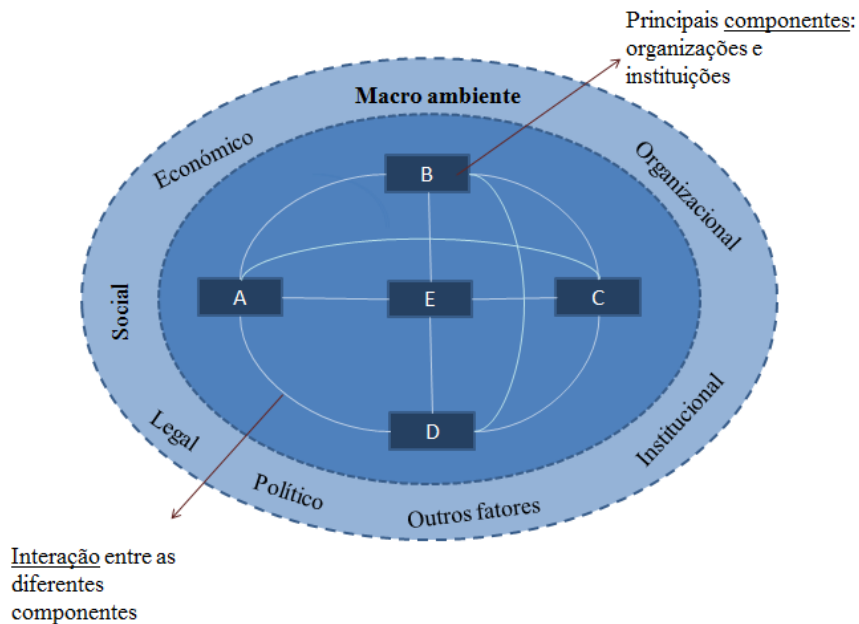 Principais componentes:
organizações e
instituições
Macro ambiente
Económico
Organizacional
B
Social
A
E
C
Legal
D
Institucional
Político
Outros fatores
Interação entre as
diferentes
componentes